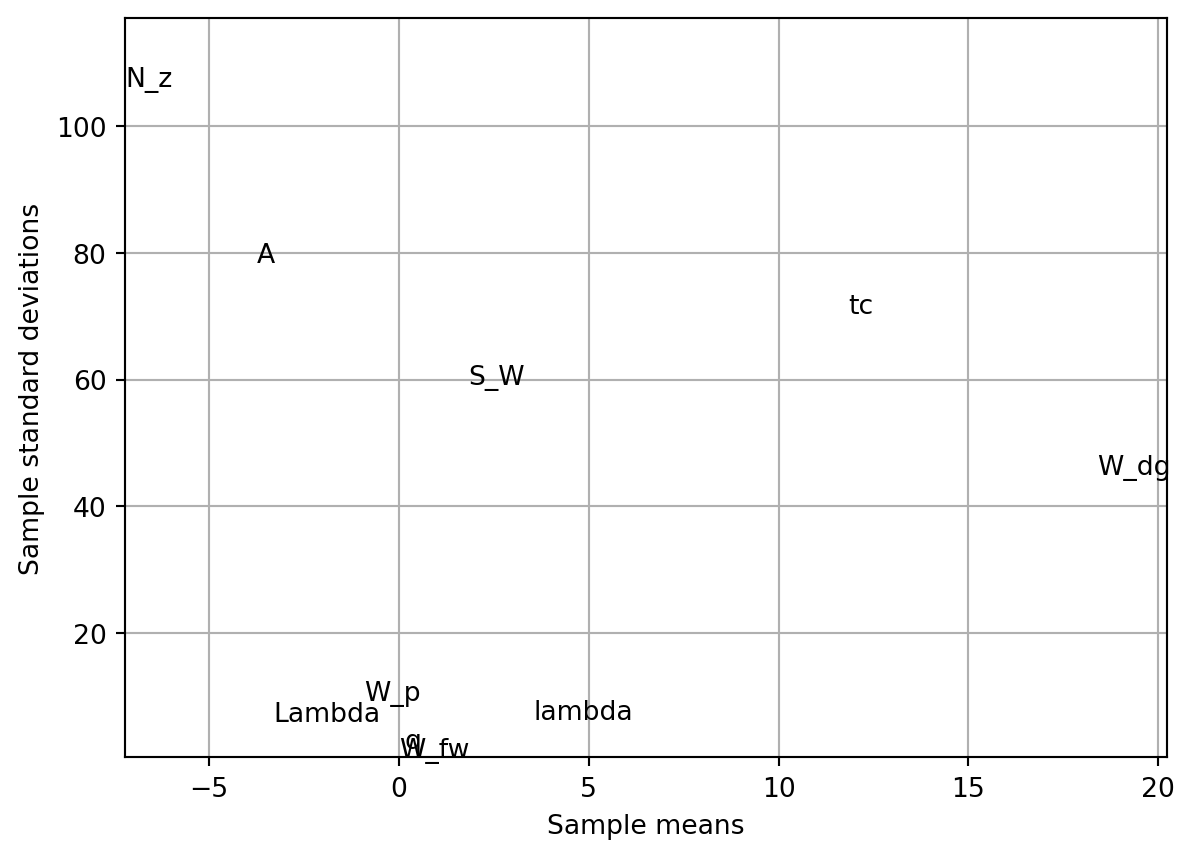 N_z
100
A
80
tc
S_W
60
W_dg
40
20
W_p
Lambda
lambda
q
W_fw
−5
0
5
10
15
20
Sample means
Sample standard deviations